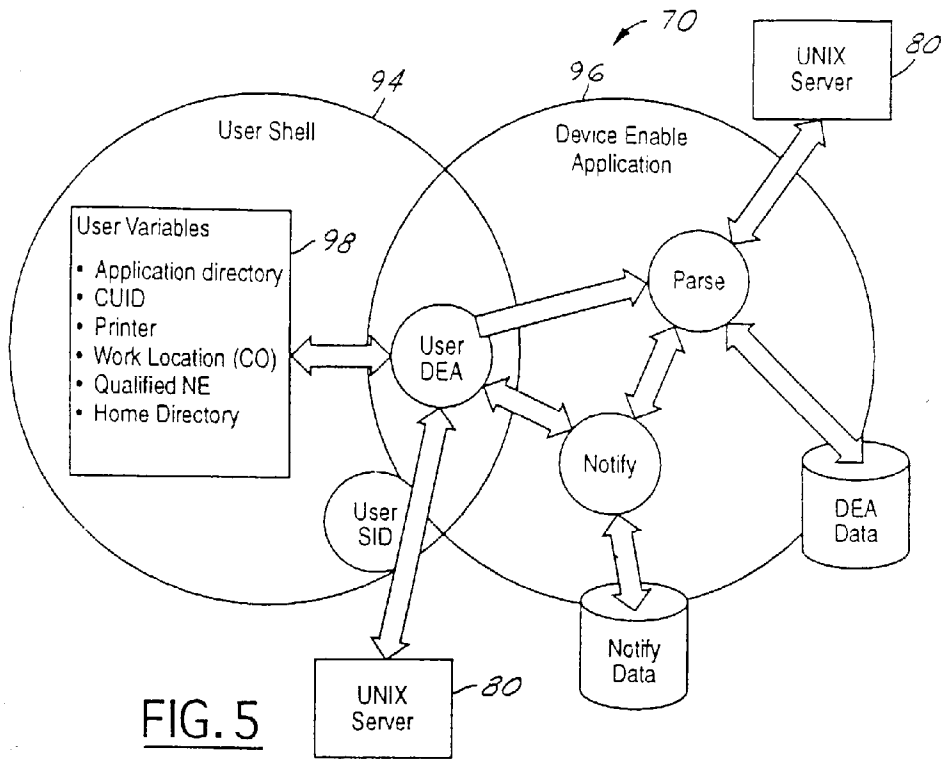 70
UNIX
Server
80
94
96
User Shell
Device Enable
Application
User Variables
98
• Application directory
• CUID
• Printer
• Work Location (CO)
• Qualified NE
• Home Directory
User
DEA
Parse
Notify
User
SID
DEA
Data
Notify
Data
UNIX
Server
80
FIG. 5